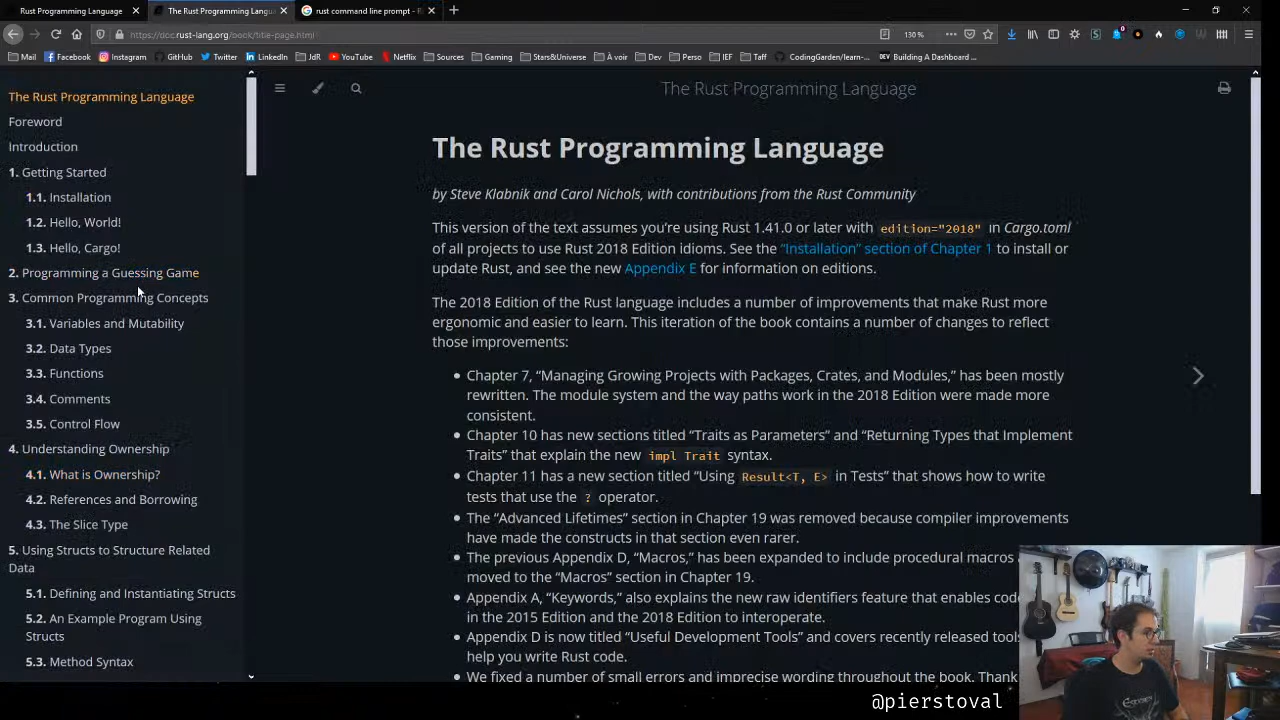 The Rust Programming Language
The Rust Programming Langu
rust command line prompt - R
https://doc.rust-lang.org/book/title-page.html
130%
Mail
Facebook
Instagram
GitHub
Twitter
LinkedIn
JdR
YouTube
Netflix
Sources
Gaming
Stars&Universe
À voir
Dev
Perso
IEF
Taff
CodingGarden/learn-...
DEV Building A Dashboard ...
The Rust Programming Language
Foreword
Introduction
1. Getting Started
1.1. Installation
1.2. Hello, World!
1.3. Hello, Cargo!
2. Programming a Guessing Game
3. Common Programming Concepts
3.1. Variables and Mutability
3.2. Data Types
3.3. Functions
3.4. Comments
3.5. Control Flow
4. Understanding Ownership
4.1. What is Ownership?
4.2. References and Borrowing
4.3. The Slice Type
5. Using Structs to Structure Related
Data
5.1. Defining and Instantiating Structs
5.2. An Example Program Using
Structs
5.3. Method Syntax
The Rust Programming Language
The Rust Programming Language
by Steve Klabnik and Carol Nichols, with contributions from the Rust Community
This version of the text assumes you’re using Rust 1.41.0 or later with edition="2018" in Cargo.toml
of all projects to use Rust 2018 Edition idioms. See the “Installation” section of Chapter 1 to install or
update Rust, and see the new Appendix E for information on editions.
The 2018 Edition of the Rust language includes a number of improvements that make Rust more
ergonomic and easier to learn. This iteration of the book contains a number of changes to reflect
those improvements:
• Chapter 7, “Managing Growing Projects with Packages, Crates, and Modules,” has been mostly
rewritten. The module system and the way paths work in the 2018 Edition were made more
consistent.
• Chapter 10 has new sections titled “Traits as Parameters” and “Returning Types that Implement
Traits” that explain the new impl Trait syntax.
• Chapter 11 has a new section titled “Using Result<T, E> in Tests” that shows how to write
tests that use the ? operator.
• The “Advanced Lifetimes” section in Chapter 19 was removed because compiler improvements
have made the constructs in that section even rarer.
• The previous Appendix D, “Macros,” has been expanded to include procedural macros a
moved to the “Macros” section in Chapter 19.
• Appendix A, “Keywords,” also explains the new raw identifiers feature that enables cod
in the 2015 Edition and the 2018 Edition to interoperate.
• Appendix D is now titled “Useful Development Tools” and covers recently released tools
help you write Rust code.
• We fixed a number of small errors and imprecise wording throughout the book. Thank
@pierstoval